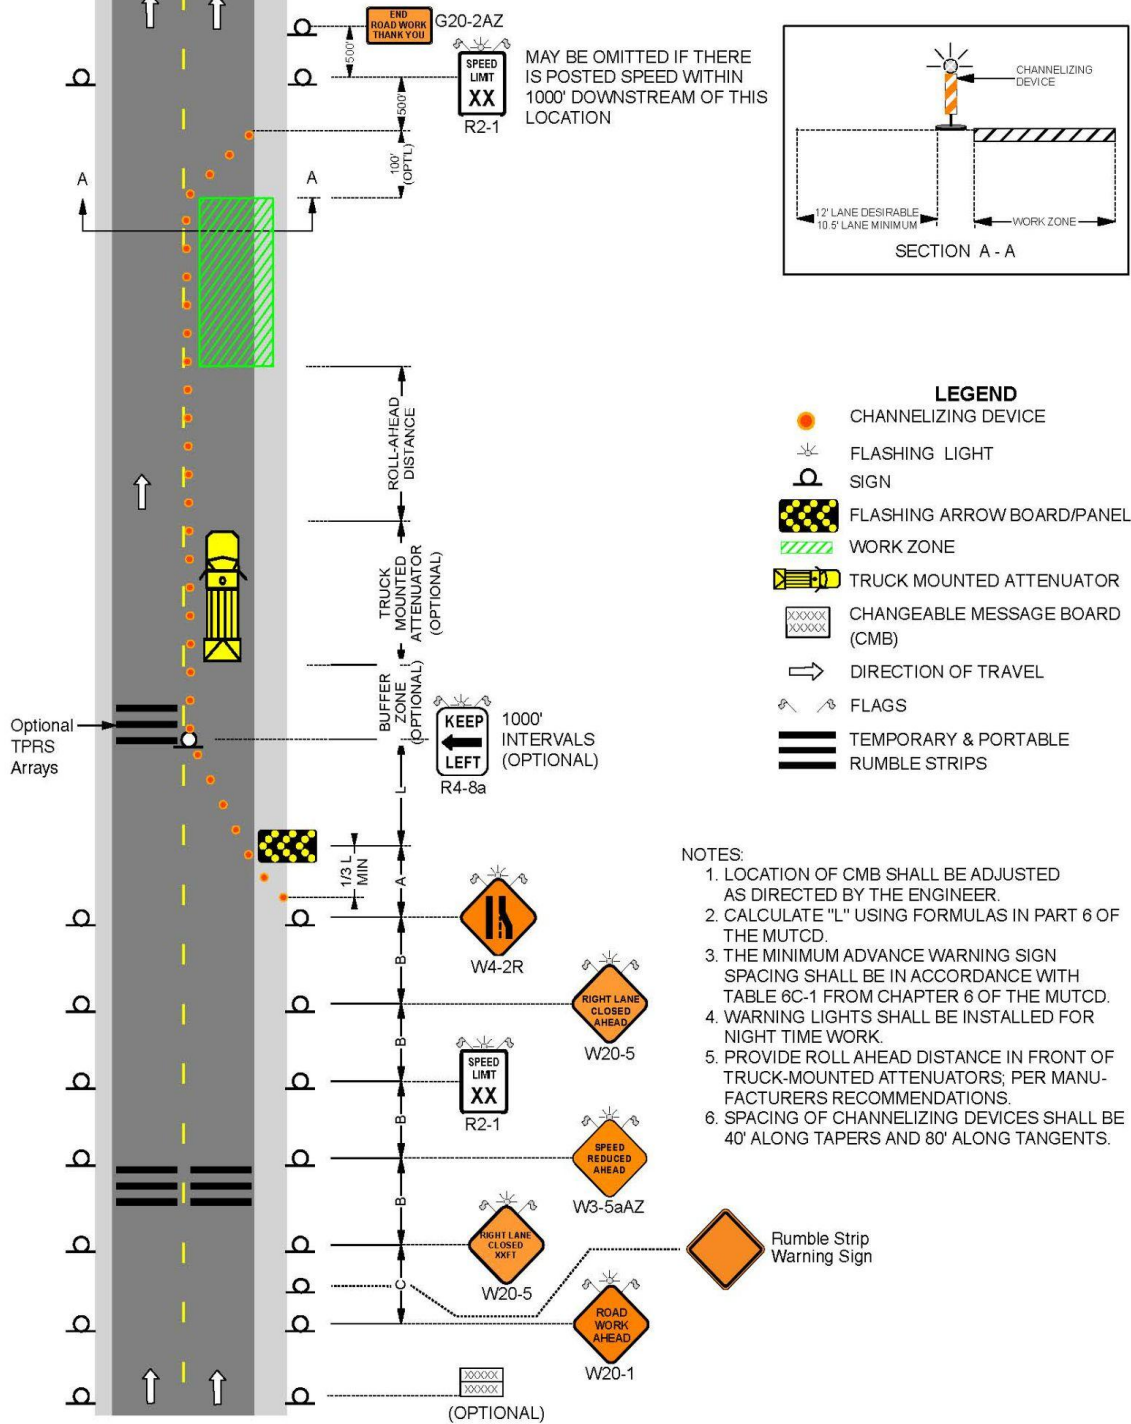 END
ROAD WORK
THANK YOU
G20-2AZ
500'
SPEED
LIMIT
XX
R2-1
MAY BE OMITTED IF THERE
IS POSTED SPEED WITHIN
1000' DOWNSTREAM OF THIS
LOCATION
500'
100'
(OPT'L)
A
A
CHANNELIZING
DEVICE
12' LANE DESIRABLE
10.5' LANE MINIMUM
WORK ZONE
SECTION A - A
ROLL-AHEAD
DISTANCE
TRUCK
MOUNTED
ATTENUATOR
(OPTIONAL)
BUFFER
ZONE
(OPTIONAL)
LEGEND
CHANNELIZING DEVICE
FLASHING LIGHT
SIGN
FLASHING ARROW BOARD/PANEL
WORK ZONE
TRUCK MOUNTED ATTENUATOR
XXXXX
XXXXX
CHANGEABLE MESSAGE BOARD
(CMB)
DIRECTION OF TRAVEL
FLAGS
TEMPORARY & PORTABLE
RUMBLE STRIPS
Optional
TPRS
Arrays
KEEP
LEFT
R4-8a
1000'
INTERVALS
(OPTIONAL)
L
1/3 L
MIN
A
W4-2R
B
RIGHT LANE
CLOSED
AHEAD
W20-5
B
SPEED
LIMIT
XX
R2-1
B
SPEED
REDUCED
AHEAD
W3-5aAZ
B
RIGHT LANE
CLOSED
XXFT
W20-5
C
Rumble Strip
Warning Sign
ROAD
WORK
AHEAD
W20-1
XXXXX
XXXXX
(OPTIONAL)
NOTES:
1. LOCATION OF CMB SHALL BE ADJUSTED
AS DIRECTED BY THE ENGINEER.
2. CALCULATE "L" USING FORMULAS IN PART 6 OF
THE MUTCD.
3. THE MINIMUM ADVANCE WARNING SIGN
SPACING SHALL BE IN ACCORDANCE WITH
TABLE 6C-1 FROM CHAPTER 6 OF THE MUTCD.
4. WARNING LIGHTS SHALL BE INSTALLED FOR
NIGHT TIME WORK.
5. PROVIDE ROLL AHEAD DISTANCE IN FRONT OF
TRUCK-MOUNTED ATTENUATORS; PER MANU-
FACTURERS RECOMMENDATIONS.
6. SPACING OF CHANNELIZING DEVICES SHALL BE
40' ALONG TAPERS AND 80' ALONG TANGENTS.